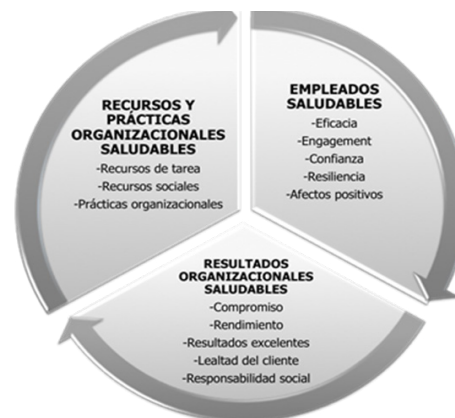 RECURSOS Y
PRÁCTICAS
ORGANIZACIONALES
SALUDABLES
-Recursos de tarea
-Recursos sociales
-Prácticas organizacionales
EMPLEADOS
SALUDABLES
-Eficacia
-Engagement
-Confianza
-Resiliencia
-Afectos positivos
RESULTADOS
ORGANIZACIONALES
SALUDABLES
-Compromiso
-Rendimiento
-Resultados excelentes
-Lealtad del cliente
-Responsabilidad social